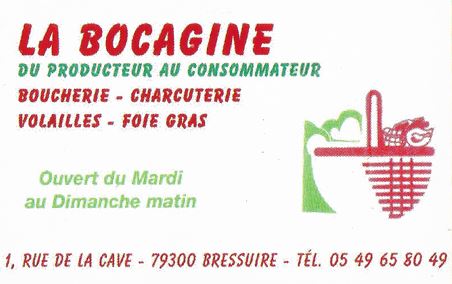 LA BOCAGINE
DU PRODUCTEUR AU CONSOMMATEUR
BOUCHERIE - CHARCUTERIE
VOLAILLES - FOIE GRAS
Ouvert du Mardi
au Dimanche matin
1, RUE DE LA CAVE - 79300 BRESSUIRE - TÉL. 05 49 65 80 49